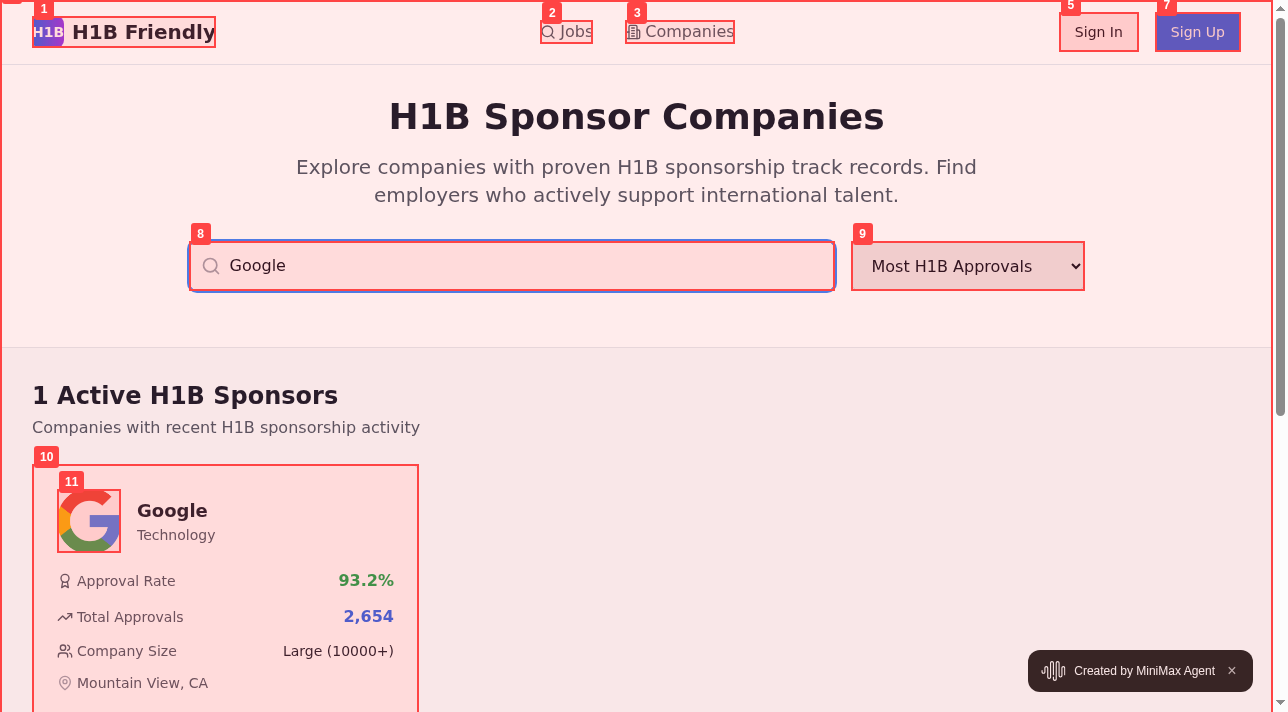 1
2
3
5
7
H1B
H1B Friendly
Jobs
Companies
Sign In
Sign Up
H1B Sponsor Companies
Explore companies with proven H1B sponsorship track records. Find
employers who actively support international talent.
8
9
Google
Most H1B Approvals
1 Active H1B Sponsors
Companies with recent H1B sponsorship activity
10
11
Google
Technology
Approval Rate
93.2%
Total Approvals
2,654
Company Size
Large (10000+)
Mountain View, CA
Created by MiniMax Agent
×